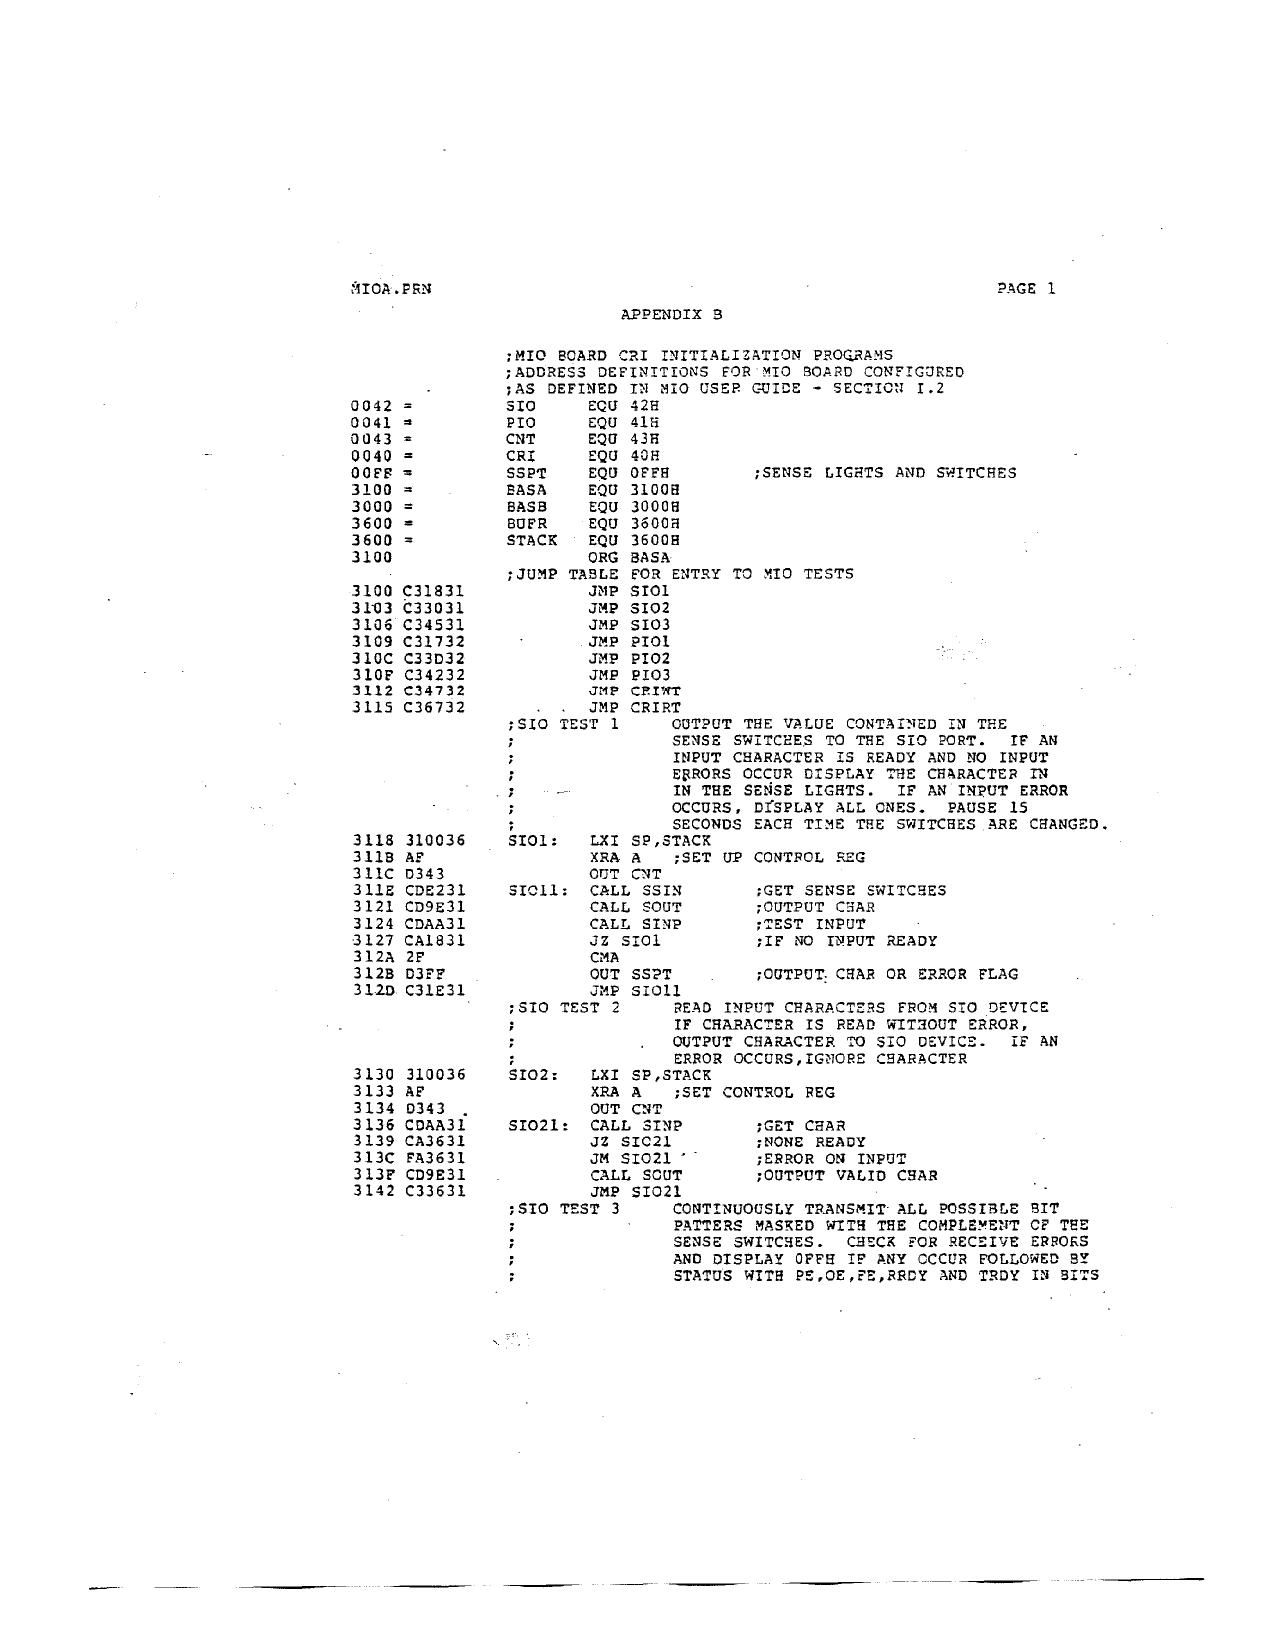 MIOA.PRN PAGE 1
APPENDIX B
;MIO BOARD CRI INITIALIZATION PROGRAMS
;ADDRESS DEFINITIONS FOR MIO BOARD CONFIGURED
;AS DEFINED IN MIO USER GUIDE - SECTION I.2
0042 = SIO EQU 42H
0041 = PIO EQU 41H
0043 = CNT EQU 43H
0040 = CRI EQU 40H
00FF = SSPT EQU 0FFH ;SENSE LIGHTS AND SWITCHES
3100 = BASA EQU 3100H
3000 = BASB EQU 3000H
3600 = BUFR EQU 3600H
3600 = STACK EQU 3600H
3100 ORG BASA
;JUMP TABLE FOR ENTRY TO MIO TESTS
3100 C31831 JMP SIO1
3103 C33031 JMP SIO2
3106 C34531 JMP SIO3
3109 C31732 JMP PIO1
310C C33D32 JMP PIO2
310F C34232 JMP PIO3
3112 C34732 JMP CRIWT
3115 C36732 JMP CRIRT
;SIO TEST 1 OUTPUT THE VALUE CONTAINED IN THE
; SENSE SWITCHES TO THE SIO PORT. IF AN
; INPUT CHARACTER IS READY AND NO INPUT
; ERRORS OCCUR DISPLAY THE CHARACTER IN
; IN THE SENSE LIGHTS. IF AN INPUT ERROR
; OCCURS, DISPLAY ALL ONES. PAUSE 15
; SECONDS EACH TIME THE SWITCHES ARE CHANGED.
3118 310036 SIO1: LXI SP,STACK
311B AF XRA A ;SET UP CONTROL REG
311C D343 OUT CNT
311E CDE231 SIO11: CALL SSIN ;GET SENSE SWITCHES
3121 CD9E31 CALL SOUT ;OUTPUT CHAR
3124 CDAA31 CALL SINP ;TEST INPUT
3127 CA1831 JZ SIO1 ;IF NO INPUT READY
312A 2F CMA
312B D3FF OUT SSPT ;OUTPUT CHAR OR ERROR FLAG
312D C31E31 JMP SIO11
;SIO TEST 2 READ INPUT CHARACTERS FROM SIO DEVICE
; IF CHARACTER IS READ WITHOUT ERROR,
; OUTPUT CHARACTER TO SIO DEVICE. IF AN
; ERROR OCCURS,IGNORE CHARACTER
3130 310036 SIO2: LXI SP,STACK
3133 AF XRA A ;SET CONTROL REG
3134 D343 OUT CNT
3136 CDAA31 SIO21: CALL SINP ;GET CHAR
3139 CA3631 JZ SIO21 ;NONE READY
313C FA3631 JM SIO21 ;ERROR ON INPUT
313F CD9E31 CALL SOUT ;OUTPUT VALID CHAR
3142 C33631 JMP SIO21
;SIO TEST 3 CONTINUOUSLY TRANSMIT ALL POSSIBLE BIT
; PATTERS MASKED WITH THE COMPLEMENT OF THE
; SENSE SWITCHES. CHECK FOR RECEIVE ERRORS
; AND DISPLAY 0FFH IF ANY OCCUR FOLLOWED BY
; STATUS WITH PE,OE,FE,RRDY AND TRDY IN BITS